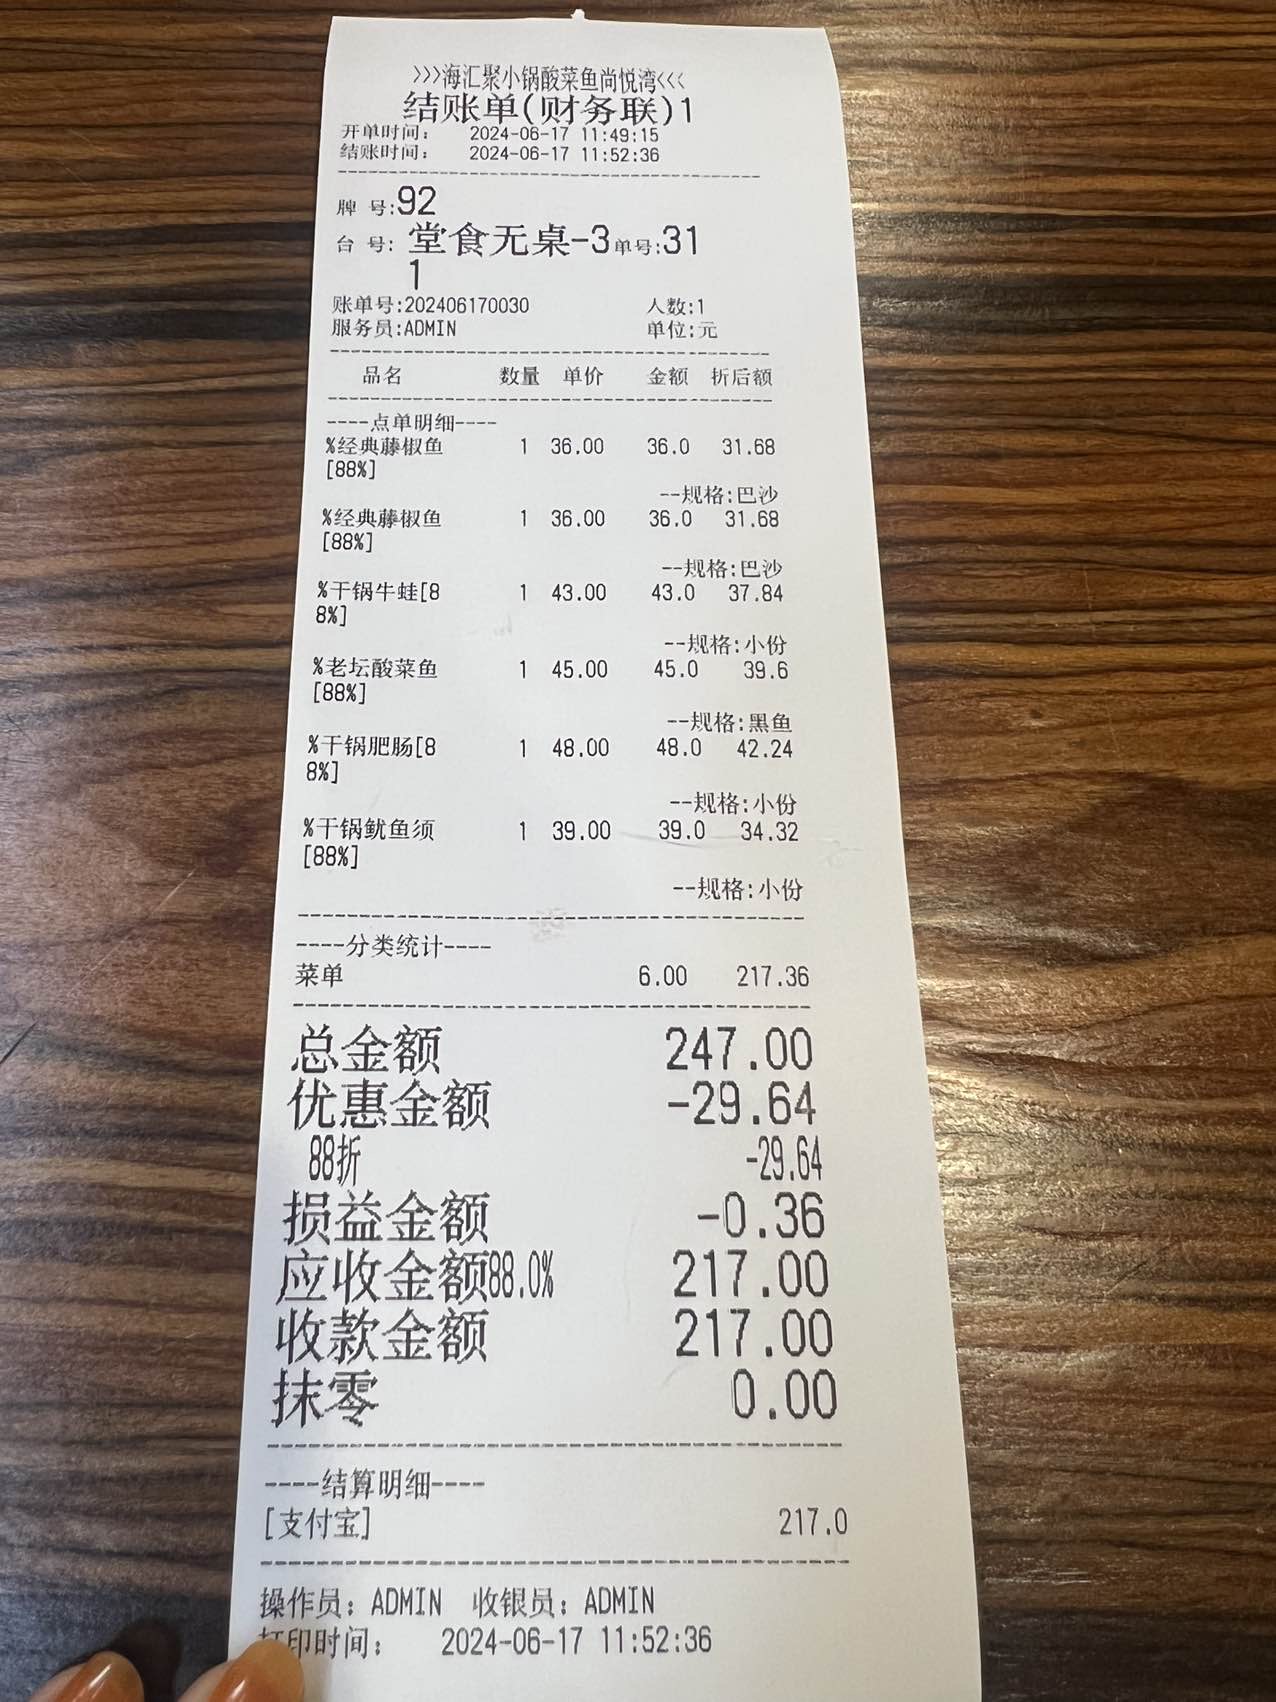 >>>海汇聚小锅酸菜鱼尚悦湾<<<
结账单(财务联)1
开单时间： 2024-06-17 11:49:15
结账时间： 2024-06-17 11:52:36
牌 号:92
台 号: 堂食无桌-3单号:31
1
账单号:202406170030 人数:1
服务员:ADMIN 单位:元
品名 数量 单价 金额 折后额
----点单明细----
%经典藤椒鱼 1 36.00 36.0 31.68
[88%]
--规格:巴沙
%经典藤椒鱼 1 36.00 36.0 31.68
[88%]
--规格:巴沙
%干锅牛蛙[8 1 43.00 43.0 37.84
8%]
--规格:小份
%老坛酸菜鱼 1 45.00 45.0 39.6
[88%]
--规格:黑鱼
%干锅肥肠[8 1 48.00 48.0 42.24
8%]
--规格:小份
%干锅鱿鱼须 1 39.00 39.0 34.32
[88%]
--规格:小份
----分类统计----
菜单 6.00 217.36
总金额 247.00
优惠金额 -29.64
88折 -29.64
损益金额 -0.36
应收金额88.0% 217.00
收款金额 217.00
抹零 0.00
----结算明细----
[支付宝] 217.0
操作员：ADMIN 收银员：ADMIN
打印时间： 2024-06-17 11:52:36